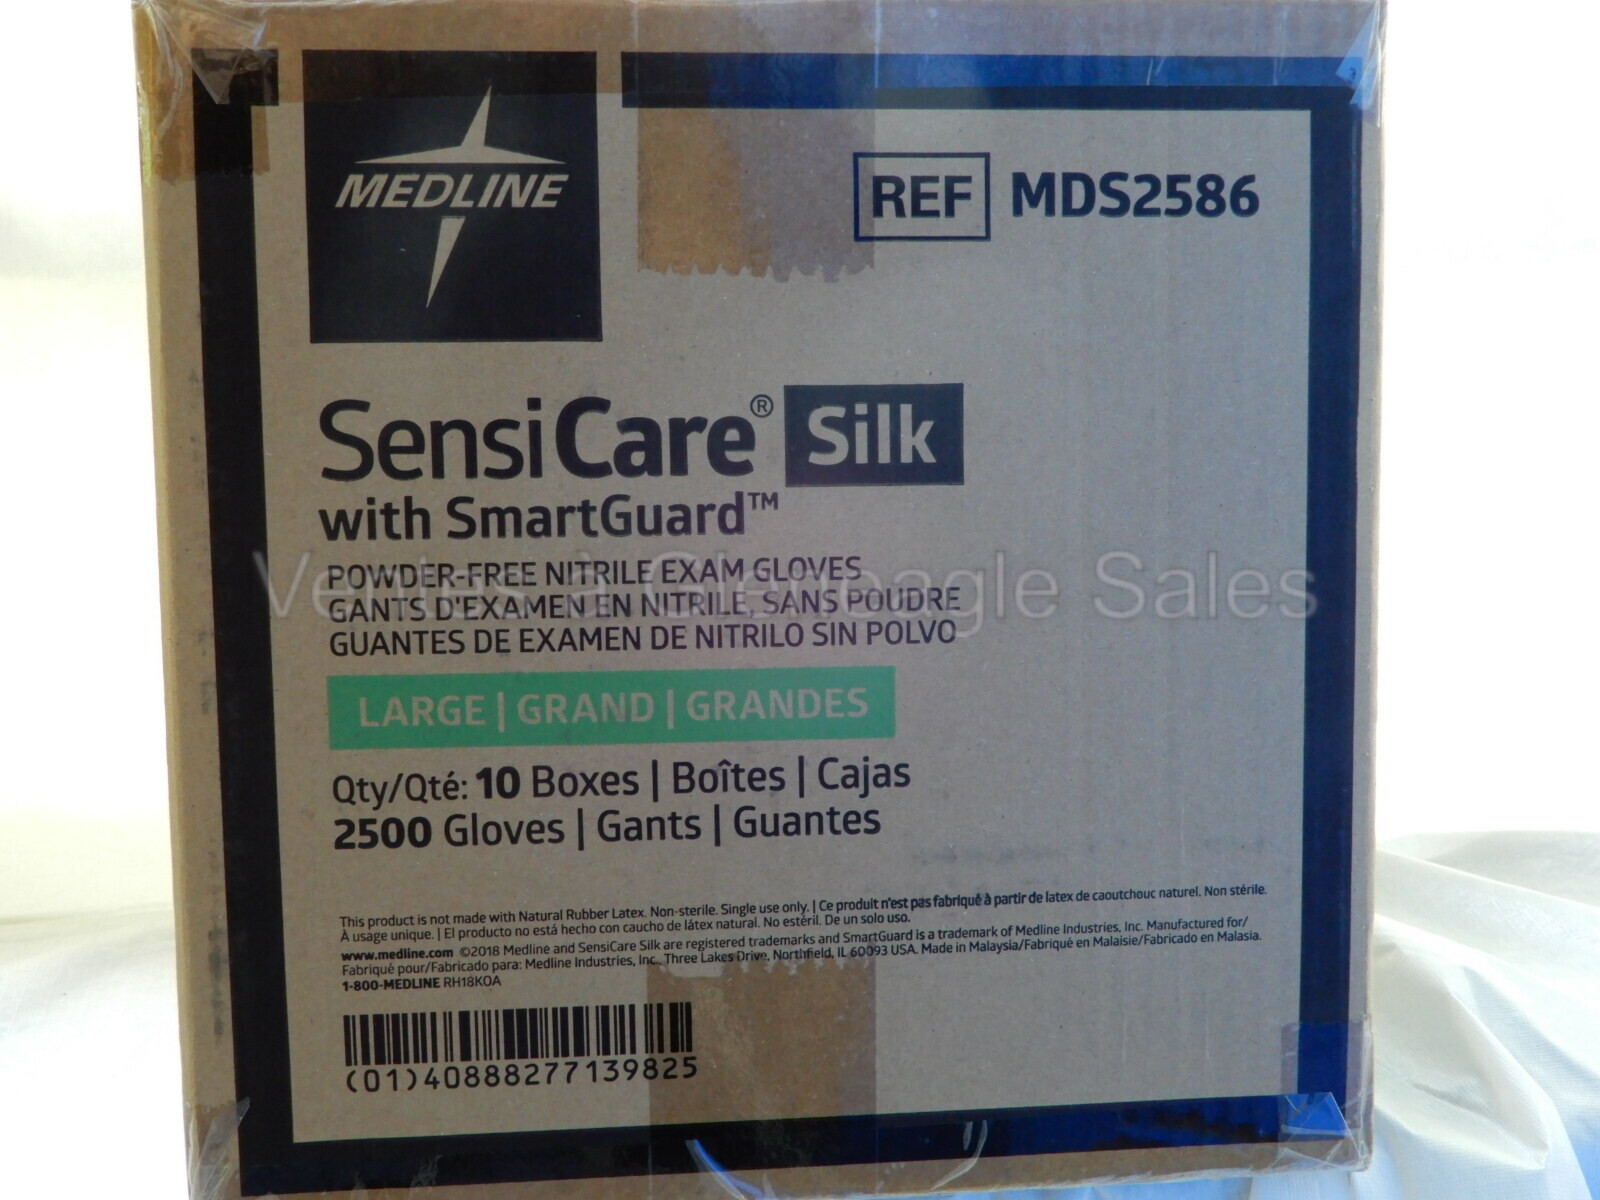 MEDLINE
REF MDS2586
SensiCare® Silk
with SmartGuard™
POWDER-FREE NITRILE EXAM GLOVES
GANTS D'EXAMEN EN NITRILE, SANS POUDRE
GUANTES DE EXAMEN DE NITRILO SIN POLVO
Ventes à Gleneagle Sales
LARGE | GRAND | GRANDES
Qty/Qté: 10 Boxes | Boîtes | Cajas
2500 Gloves | Gants | Guantes
This product is not made with Natural Rubber Latex. Non-sterile. Single use only. | Ce produit n'est pas fabriqué à partir de latex de caoutchouc naturel. Non stérile.
À usage unique. | El producto no está hecho con caucho de látex natural. No estéril. De un solo uso.
www.medline.com ©2018 Medline and SensiCare Silk are registered trademarks and SmartGuard is a trademark of Medline Industries, Inc. Manufactured for/
Fabriqué pour/Fabricado para: Medline Industries, Inc. Three Lakes Drive, Northfield, IL 60093 USA. Made in Malaysia/Fabriqué en Malaisie/Fabricado en Malasia.
1-800-MEDLINE RH18KOA
(01)40888277139825